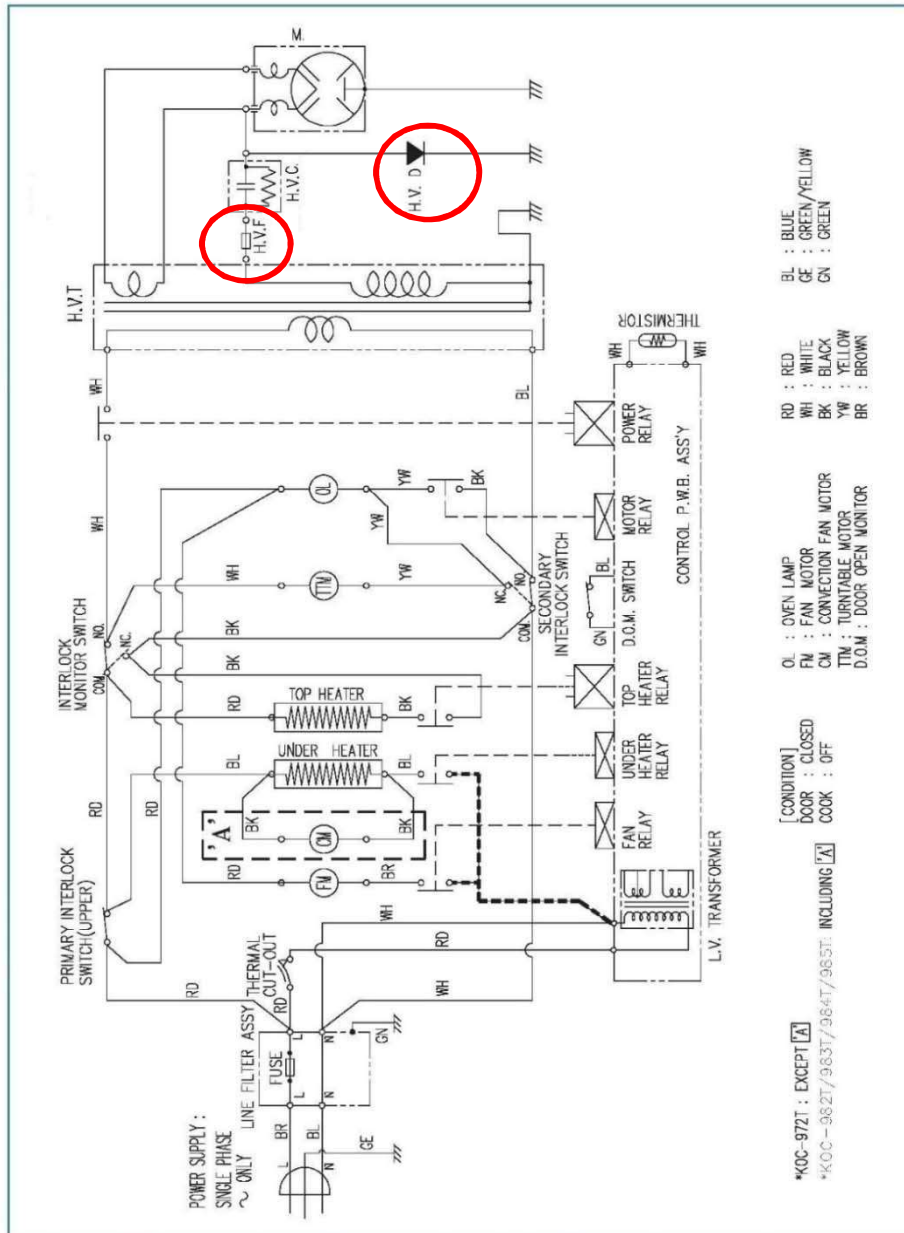 M.
H.V.T
H.V.F
H.V.C.
H.V. D
WH
BL
THERMISTOR
WH
WH
POWER
RELAY
MOTOR
RELAY
CONTROL P.W.B. ASS'Y
WH
OL
YW
BK
YW
WH
TTM
YW
NC.
NO.
COM.
SECONDARY
INTERLOCK SWITCH
BL
D.O.M. SWITCH
GN
INTERLOCK
MONITOR SWITCH
NO.
NC.
COM.
BK
BK
RD
TOP HEATER
BK
TOP HEATER
RELAY
BL
UNDER HEATER
BL
UNDER
HEATER
RELAY
RD
RD
'A'
BK
CM
BK
RD
FM
BR
FAN
RELAY
PRIMARY INTERLOCK
SWITCH(UPPER)
L.V. TRANSFORMER
WH
RD
WH
RD
THERMAL
CUT-OUT
RD
LINE FILTER ASSY
FUSE
L
N
L
N
GN
POWER SUPPLY :
SINGLE PHASE
~ ONLY
L
BR
BL
N
GE
[CONDITION]
DOOR : CLOSED
COOK : OFF
OL : OVEN LAMP
FM : FAN MOTOR
CM : CONVECTION FAN MOTOR
TTM : TURNTABLE MOTOR
D.O.M : DOOR OPEN MONITOR
RD : RED
WH : WHITE
BK : BLACK
YW : YELLOW
BR : BROWN
BL : BLUE
GE : GREEN/YELLOW
GN : GREEN
*KOC-972T : EXCEPT 'A'
*KOC-982T/983T/984T/985T: INCLUDING 'A'